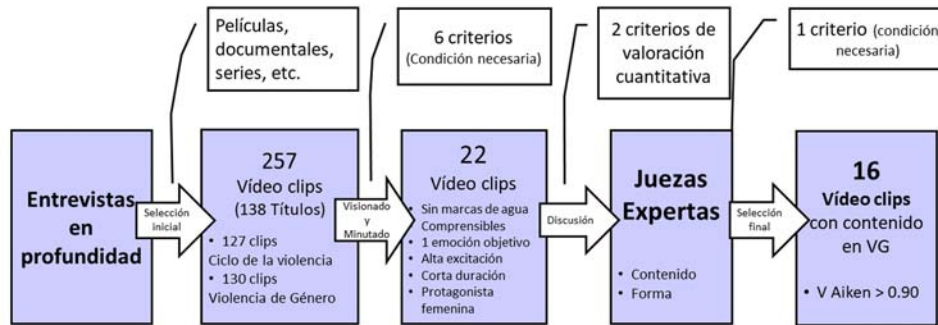 Películas,
documentales,
series, etc.
6 criterios
(Condición necesaria)
2 criterios de
valoración
cuantitativa
1 criterio (condición
necesaria)
Entrevistas
en
profundidad
Selección
inicial
257
Vídeo clips
(138 Títulos)
• 127 clips
Ciclo de la violencia
• 130 clips
Violencia de Género
Visionado
y
Minutado
22
Vídeo clips
• Sin marcas de agua
Comprensibles
• 1 emoción objetivo
• Alta excitación
• Corta duración
• Protagonista
femenina
Discusión
Juezas
Expertas
• Contenido
• Forma
Selección
final
16
Vídeo clips
con contenido
en VG
• V Aiken > 0.90